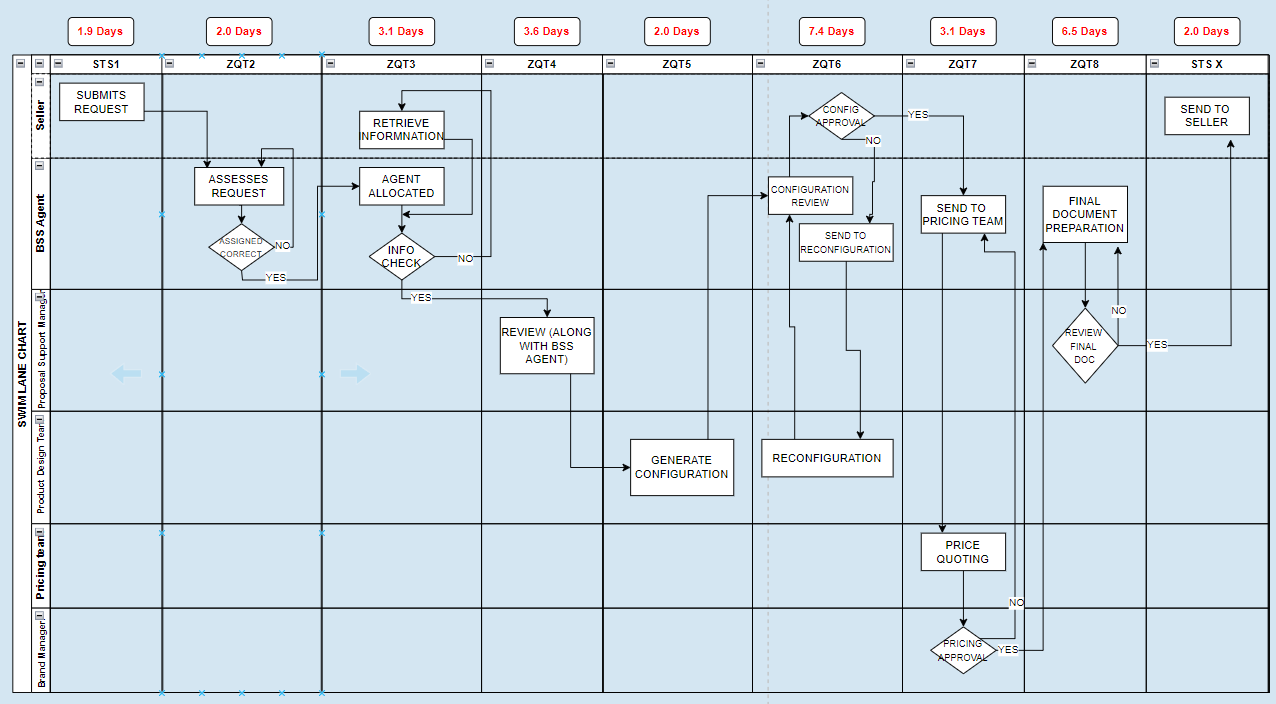 1.9 Days
2.0 Days
3.1 Days
3.6 Days
2.0 Days
7.4 Days
3.1 Days
6.5 Days
2.0 Days
STS1
ZQT2
ZQT3
ZQT4
ZQT5
ZQT6
ZQT7
ZQT8
STS X
SWIM LANE CHART
Seller
SUBMITS
REQUEST
RETRIEVE
INFORMNATION
CONFIG
APPROVAL
YES
NO
SEND TO
SELLER
BSS Agent
ASSESSES
REQUEST
ASSIGNED
CORRECT
NO
YES
AGENT
ALLOCATED
INFO
CHECK
NO
YES
CONFIGURATION
REVIEW
SEND TO
RECONFIGURATION
SEND TO
PRICING TEAM
FINAL
DOCUMENT
PREPARATION
Proposal Support Manager
REVIEW (ALONG
WITH BSS
AGENT)
REVIEW
FINAL
DOC
NO
YES
Product Design Team
GENERATE
CONFIGURATION
RECONFIGURATION
Pricing team
PRICE
QUOTING
NO
Brand Manager
PRICING
APPROVAL
YES